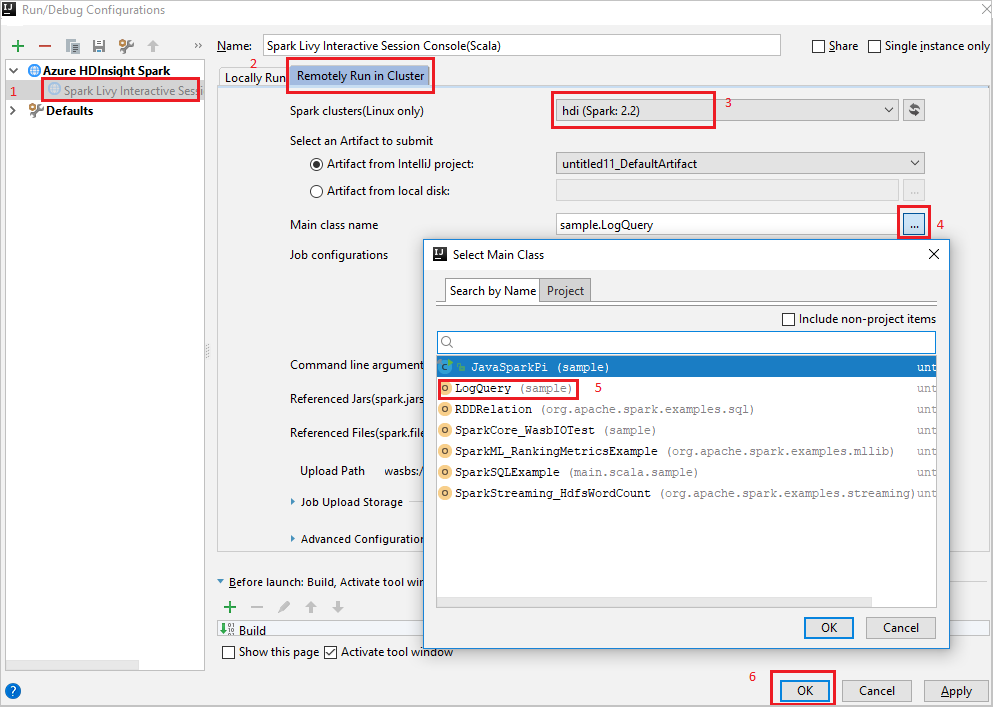 Run/Debug Configurations
Name: Spark Livy Interactive Session Console(Scala)
Share
Single instance only
Azure HDInsight Spark
1 Spark Livy Interactive Sessi
Defaults
2
Locally Run
Remotely Run in Cluster
Spark clusters(Linux only)
hdi (Spark: 2.2)
3
Select an Artifact to submit
Artifact from IntelliJ project:
untitled11_DefaultArtifact
Artifact from local disk:
...
Main class name
sample.LogQuery
...
4
Job configurations
Select Main Class
Search by Name
Project
Include non-project items
JavaSparkPi (sample) unt
LogQuery (sample) 5 unt
RDDRelation (org.apache.spark.examples.sql) unt
SparkCore_WasbIOTest (sample) unt
SparkML_RankingMetricsExample (org.apache.spark.examples.mllib) unt
SparkSQLExample (main.scala.sample) unt
SparkStreaming_HdfsWordCount (org.apache.spark.examples.streaming) unt
OK
Cancel
Command line argument
Referenced Jars(spark.jars
Referenced Files(spark.file
Upload Path wasbs:/
Job Upload Storage
Advanced Configuration
Before launch: Build, Activate tool win
Build
Show this page
Activate tool window
6
OK
Cancel
Apply